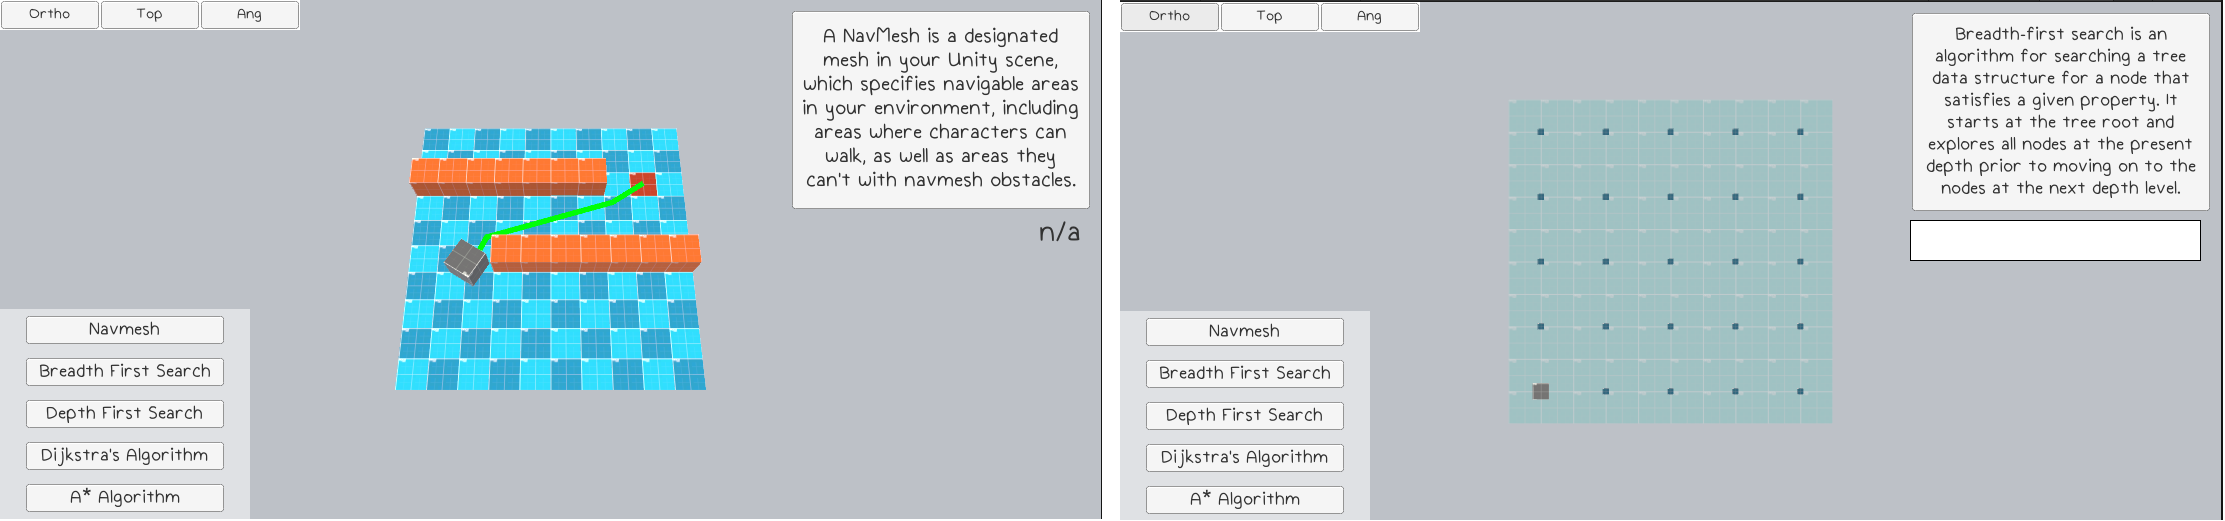 Ortho
Top
Ang
A NavMesh is a designated
mesh in your Unity scene,
which specifies navigable areas
in your environment, including
areas where characters can
walk, as well as areas they
can't with navmesh obstacles.
n/a
Navmesh
Breadth First Search
Depth First Search
Dijkstra's Algorithm
A* Algorithm
Ortho
Top
Ang
Breadth-first search is an
algorithm for searching a tree
data structure for a node that
satisfies a given property. It
starts at the tree root and
explores all nodes at the present
depth prior to moving on to the
nodes at the next depth level.
Navmesh
Breadth First Search
Depth First Search
Dijkstra's Algorithm
A* Algorithm